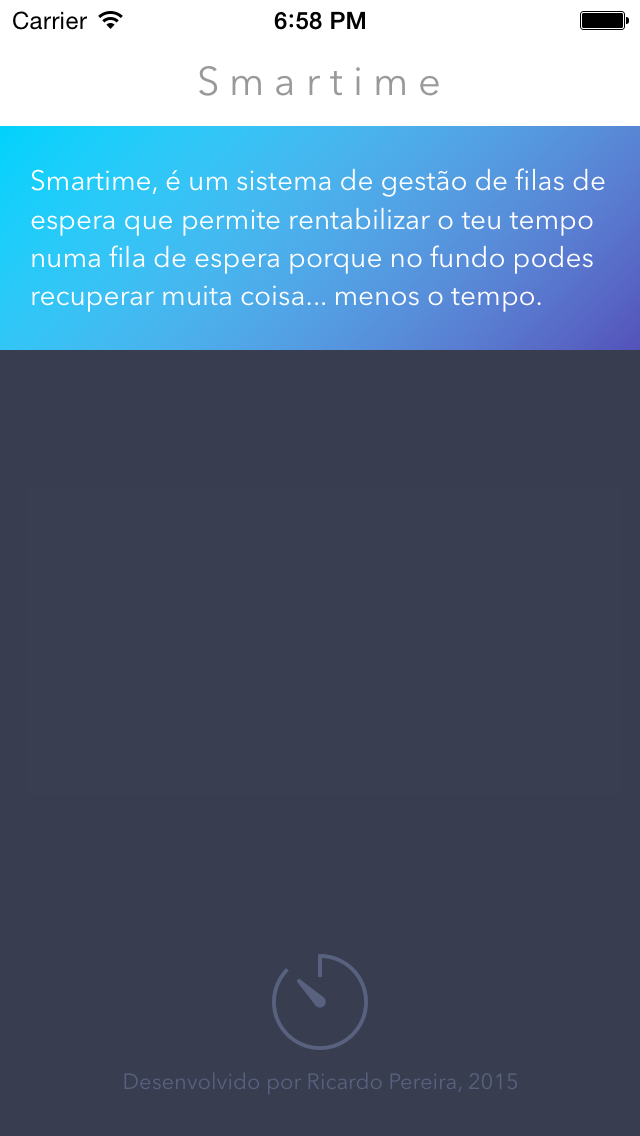 Carrier 6:58 PM
Smartime
Smartime, é um sistema de gestão de filas de
espera que permite rentabilizar o teu tempo
numa fila de espera porque no fundo podes
recuperar muita coisa... menos o tempo.
Desenvolvido por Ricardo Pereira, 2015